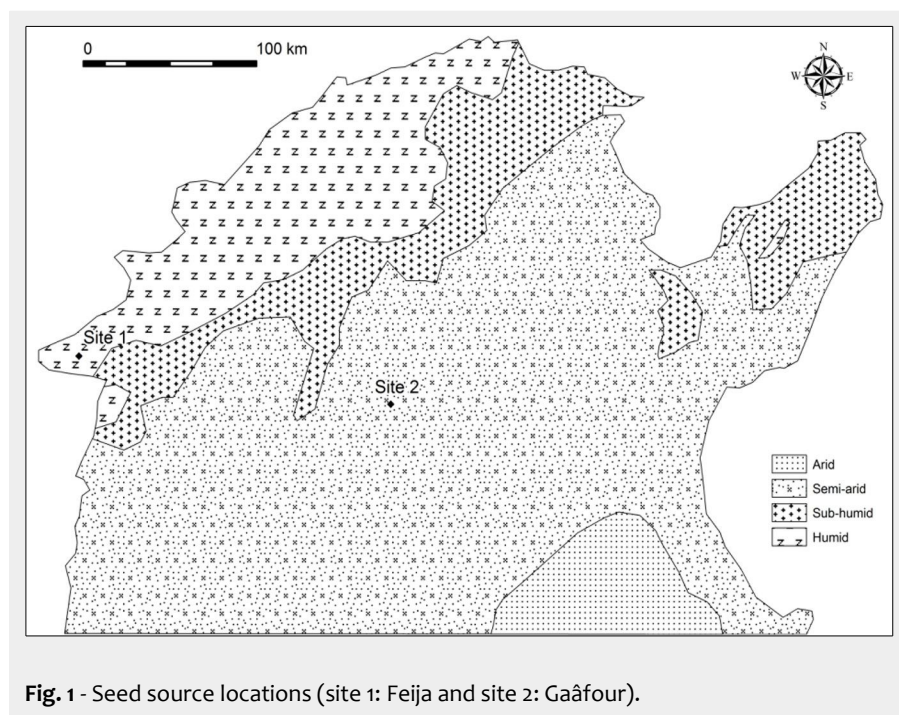 0 100 km
N
W E
S
Site 1
Site 2
Arid
Semi-arid
Sub-humid
Humid
Fig. 1 - Seed source locations (site 1: Feija and site 2: Gaâfour).